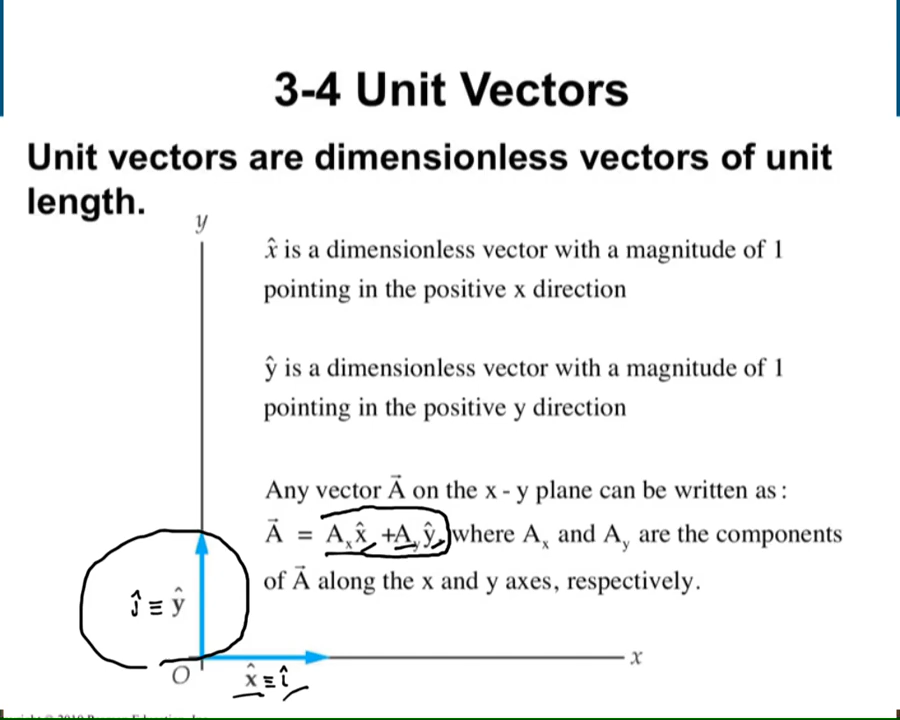 3-4 Unit Vectors
Unit vectors are dimensionless vectors of unit
length.
y
x̂ is a dimensionless vector with a magnitude of 1
pointing in the positive x direction
ŷ is a dimensionless vector with a magnitude of 1
pointing in the positive y direction
Any vector A⃗ on the x - y plane can be written as :
A⃗ = Aₓx̂ + A_yŷ where Aₓ and A_y are the components
of A⃗ along the x and y axes, respectively.
ĵ ≡ ŷ
x
O
x̂ ≡ î